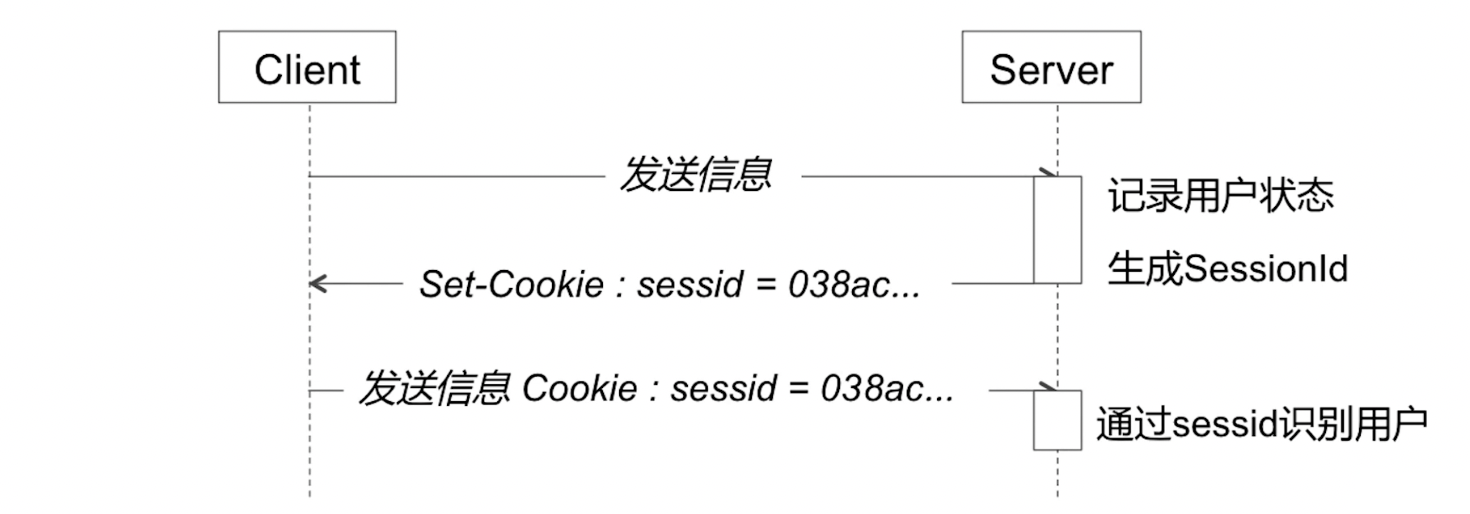 Client
Server
发送信息
记录用户状态
生成SessionId
Set-Cookie : sessid = 038ac...
发送信息 Cookie : sessid = 038ac...
通过sessid识别用户